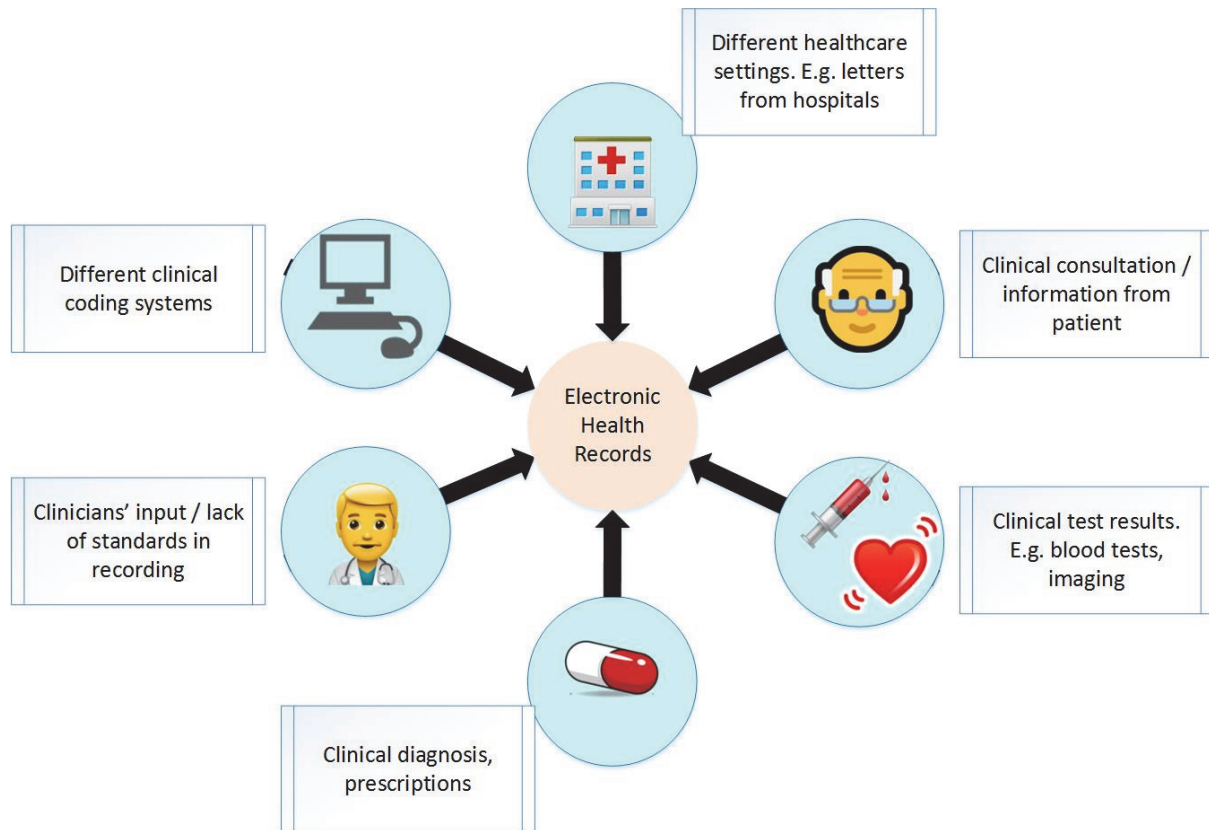 Different healthcare
settings. E.g. letters
from hospitals
Different clinical
coding systems
Clinical consultation /
information from
patient
Electronic
Health
Records
Clinicians’ input / lack
of standards in
recording
Clinical test results.
E.g. blood tests,
imaging
Clinical diagnosis,
prescriptions